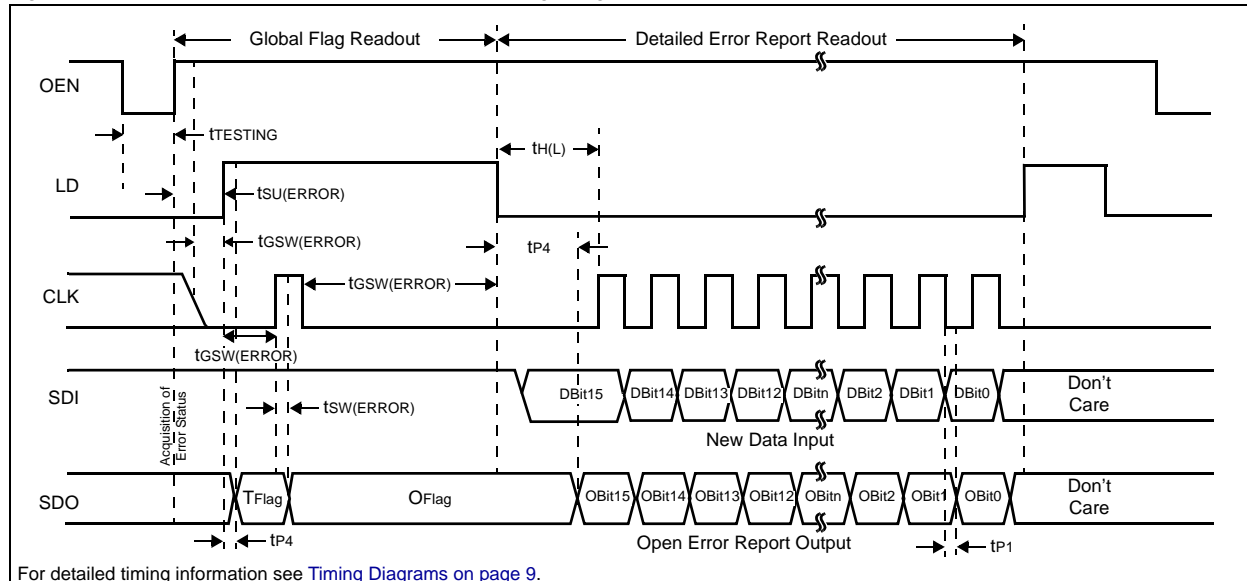 Global Flag Readout
Detailed Error Report Readout
OEN
tTESTING
tH(L)
LD
tSU(ERROR)
tGSW(ERROR)
tP4
CLK
tGSW(ERROR)
tGSW(ERROR)
SDI
DBit15
DBit14
DBit13
DBit12
DBitn
DBit2
DBit1
DBit0
Don't
Care
tSW(ERROR)
Acquisition of
Error Status
New Data Input
SDO
TFlag
OFlag
OBit15
OBit14
OBit13
OBit12
OBitn
OBit2
OBit1
OBit0
Don't
Care
tP4
Open Error Report Output
tP1
For detailed timing information see Timing Diagrams on page 9.